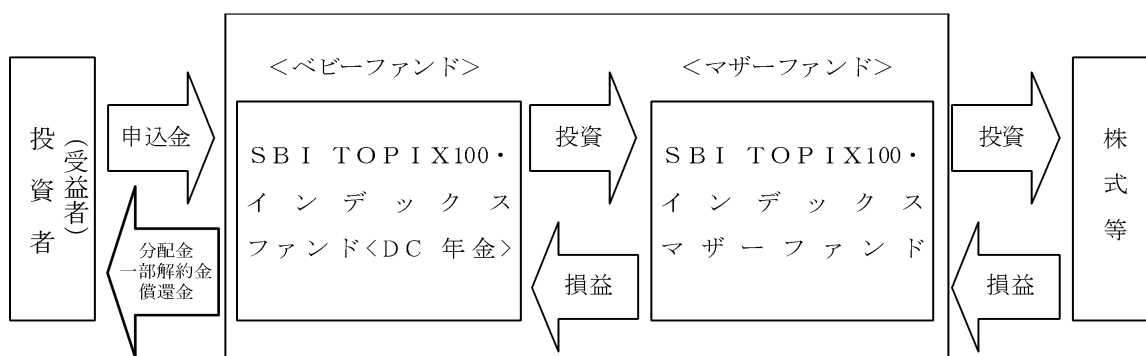 投資者
(受益者)
申込金
分配金
一部解約金
償還金
＜ベビーファンド＞
ＳＢＩ ＴＯＰＩＸ100・
インデックス
ファンド<DC 年金>
投資
損益
＜マザーファンド＞
ＳＢＩ ＴＯＰＩＸ100・
インデックス
マザーファンド
投資
損益
株式等